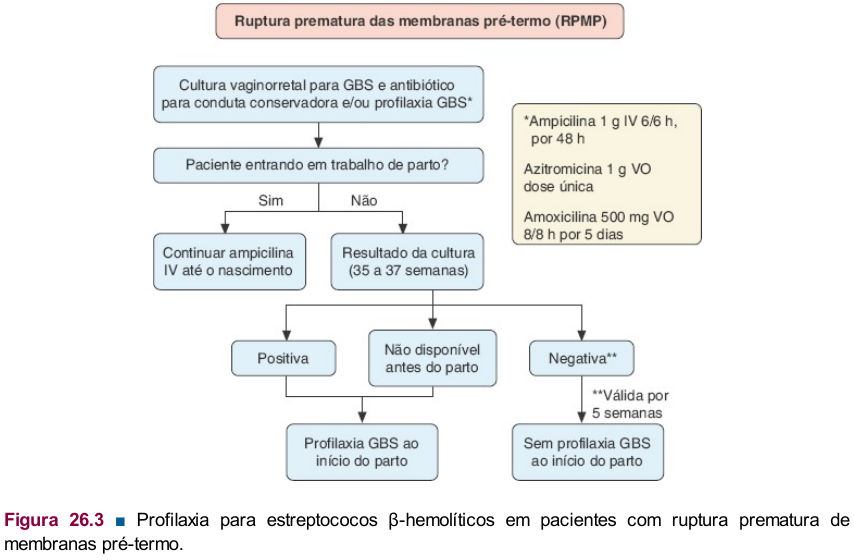 Ruptura prematura das membranas pré-termo (RPMP)
Cultura vaginorretal para GBS e antibiótico
para conduta conservadora e/ou profilaxia GBS*
*Ampicilina 1 g IV 6/6 h,
por 48 h
Azitromicina 1 g VO
dose única
Amoxicilina 500 mg VO
8/8 h por 5 dias
Paciente entrando em trabalho de parto?
Sim
Não
Continuar ampicilina
IV até o nascimento
Resultado da cultura
(35 a 37 semanas)
Positiva
Não disponível
antes do parto
Negativa**
**Válida por
5 semanas
Profilaxia GBS ao
início do parto
Sem profilaxia GBS
ao início do parto
Figura 26.3 ■ Profilaxia para estreptococos β-hemolíticos em pacientes com ruptura prematura de
membranas pré-termo.